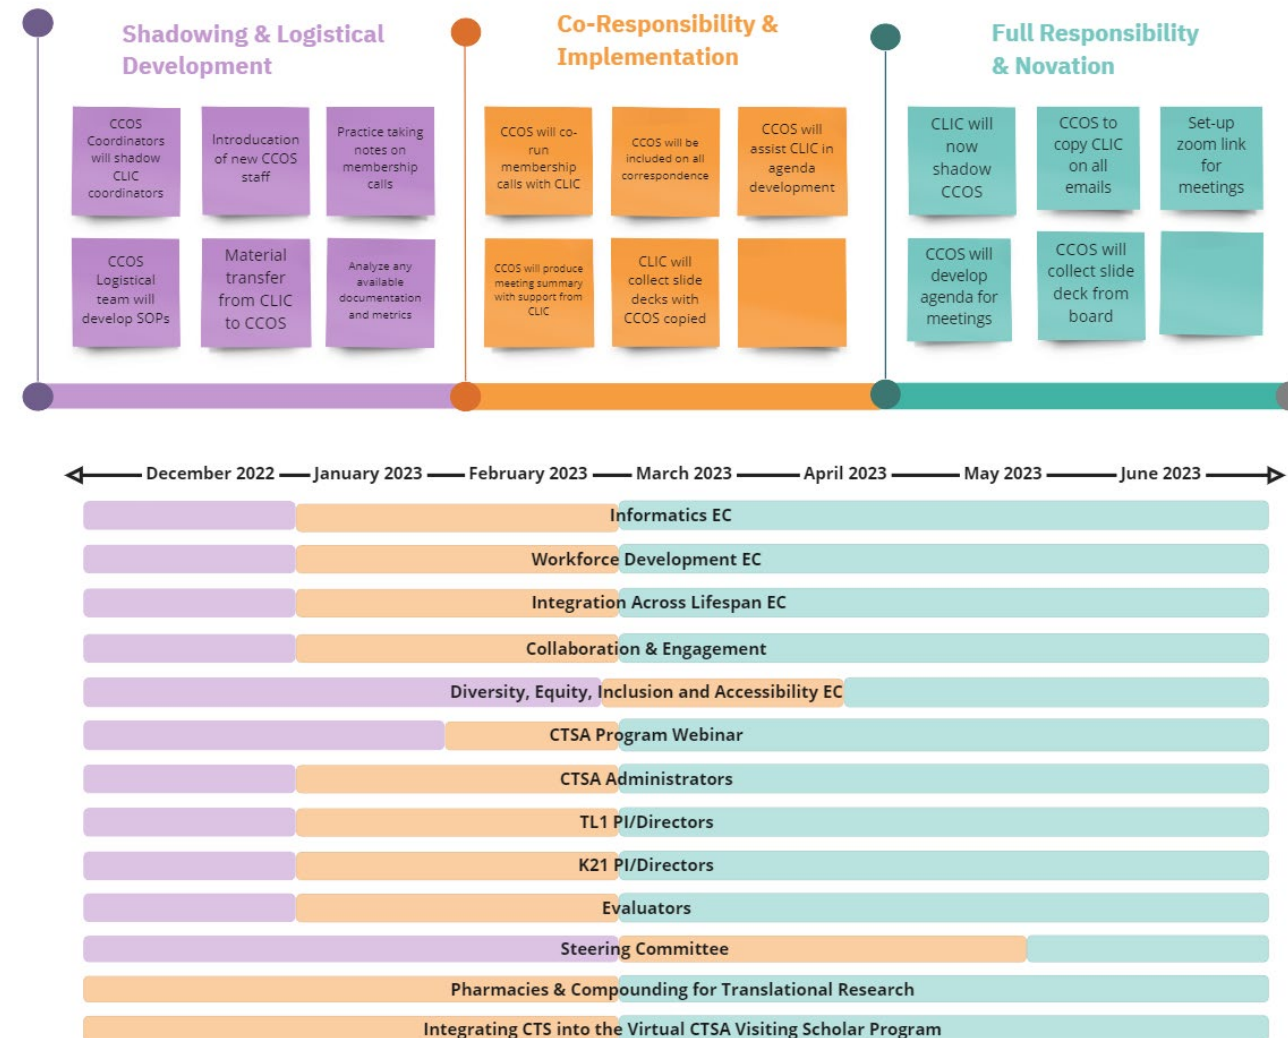 Shadowing & Logistical
Development
Co-Responsibility &
Implementation
Full Responsibility
& Novation
CCOS
Coordinators
will shadow
CLIC
coordinators
Introducation
of new CCOS
staff
Practice taking
notes on
membership
calls
CCOS will co-
run
membership
calls with CLIC
CCOS will be
included on all
correspondence
CCOS will
assist CLIC in
agenda
development
CLIC will
now
shadow
CCOS
CCOS to
copy CLIC
on all
emails
Set-up
zoom link
for
meetings
CCOS
Logistical
team will
develop SOPs
Material
transfer
from CLIC
to CCOS
Analyze any
available
documentation
and metrics
CCOS will produce
meeting summary
with support from
CLIC
CLIC will
collect slide
decks with
CCOS copied
CCOS will
develop
agenda for
meetings
CCOS will
collect slide
deck from
board
December 2022 January 2023 February 2023 March 2023 April 2023 May 2023 June 2023
Informatics EC
Workforce Development EC
Integration Across Lifespan EC
Collaboration & Engagement
Diversity, Equity, Inclusion and Accessibility EC
CTSA Program Webinar
CTSA Administrators
TL1 PI/Directors
K21 PI/Directors
Evaluators
Steering Committee
Pharmacies & Compounding for Translational Research
Integrating CTS into the Virtual CTSA Visiting Scholar Program